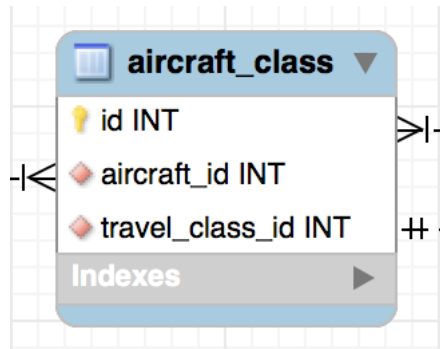 aircraft_class
id INT
aircraft_id INT
travel_class_id INT
Indexes